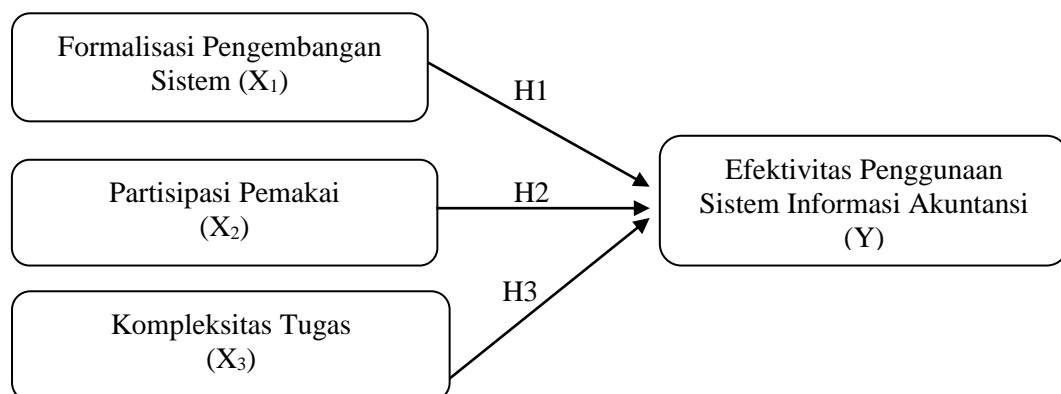 Formalisasi Pengembangan
Sistem (X₁)
H1
Partisipasi Pemakai
(X₂)
H2
Efektivitas Penggunaan
Sistem Informasi Akuntansi
(Y)
H3
Kompleksitas Tugas
(X₃)